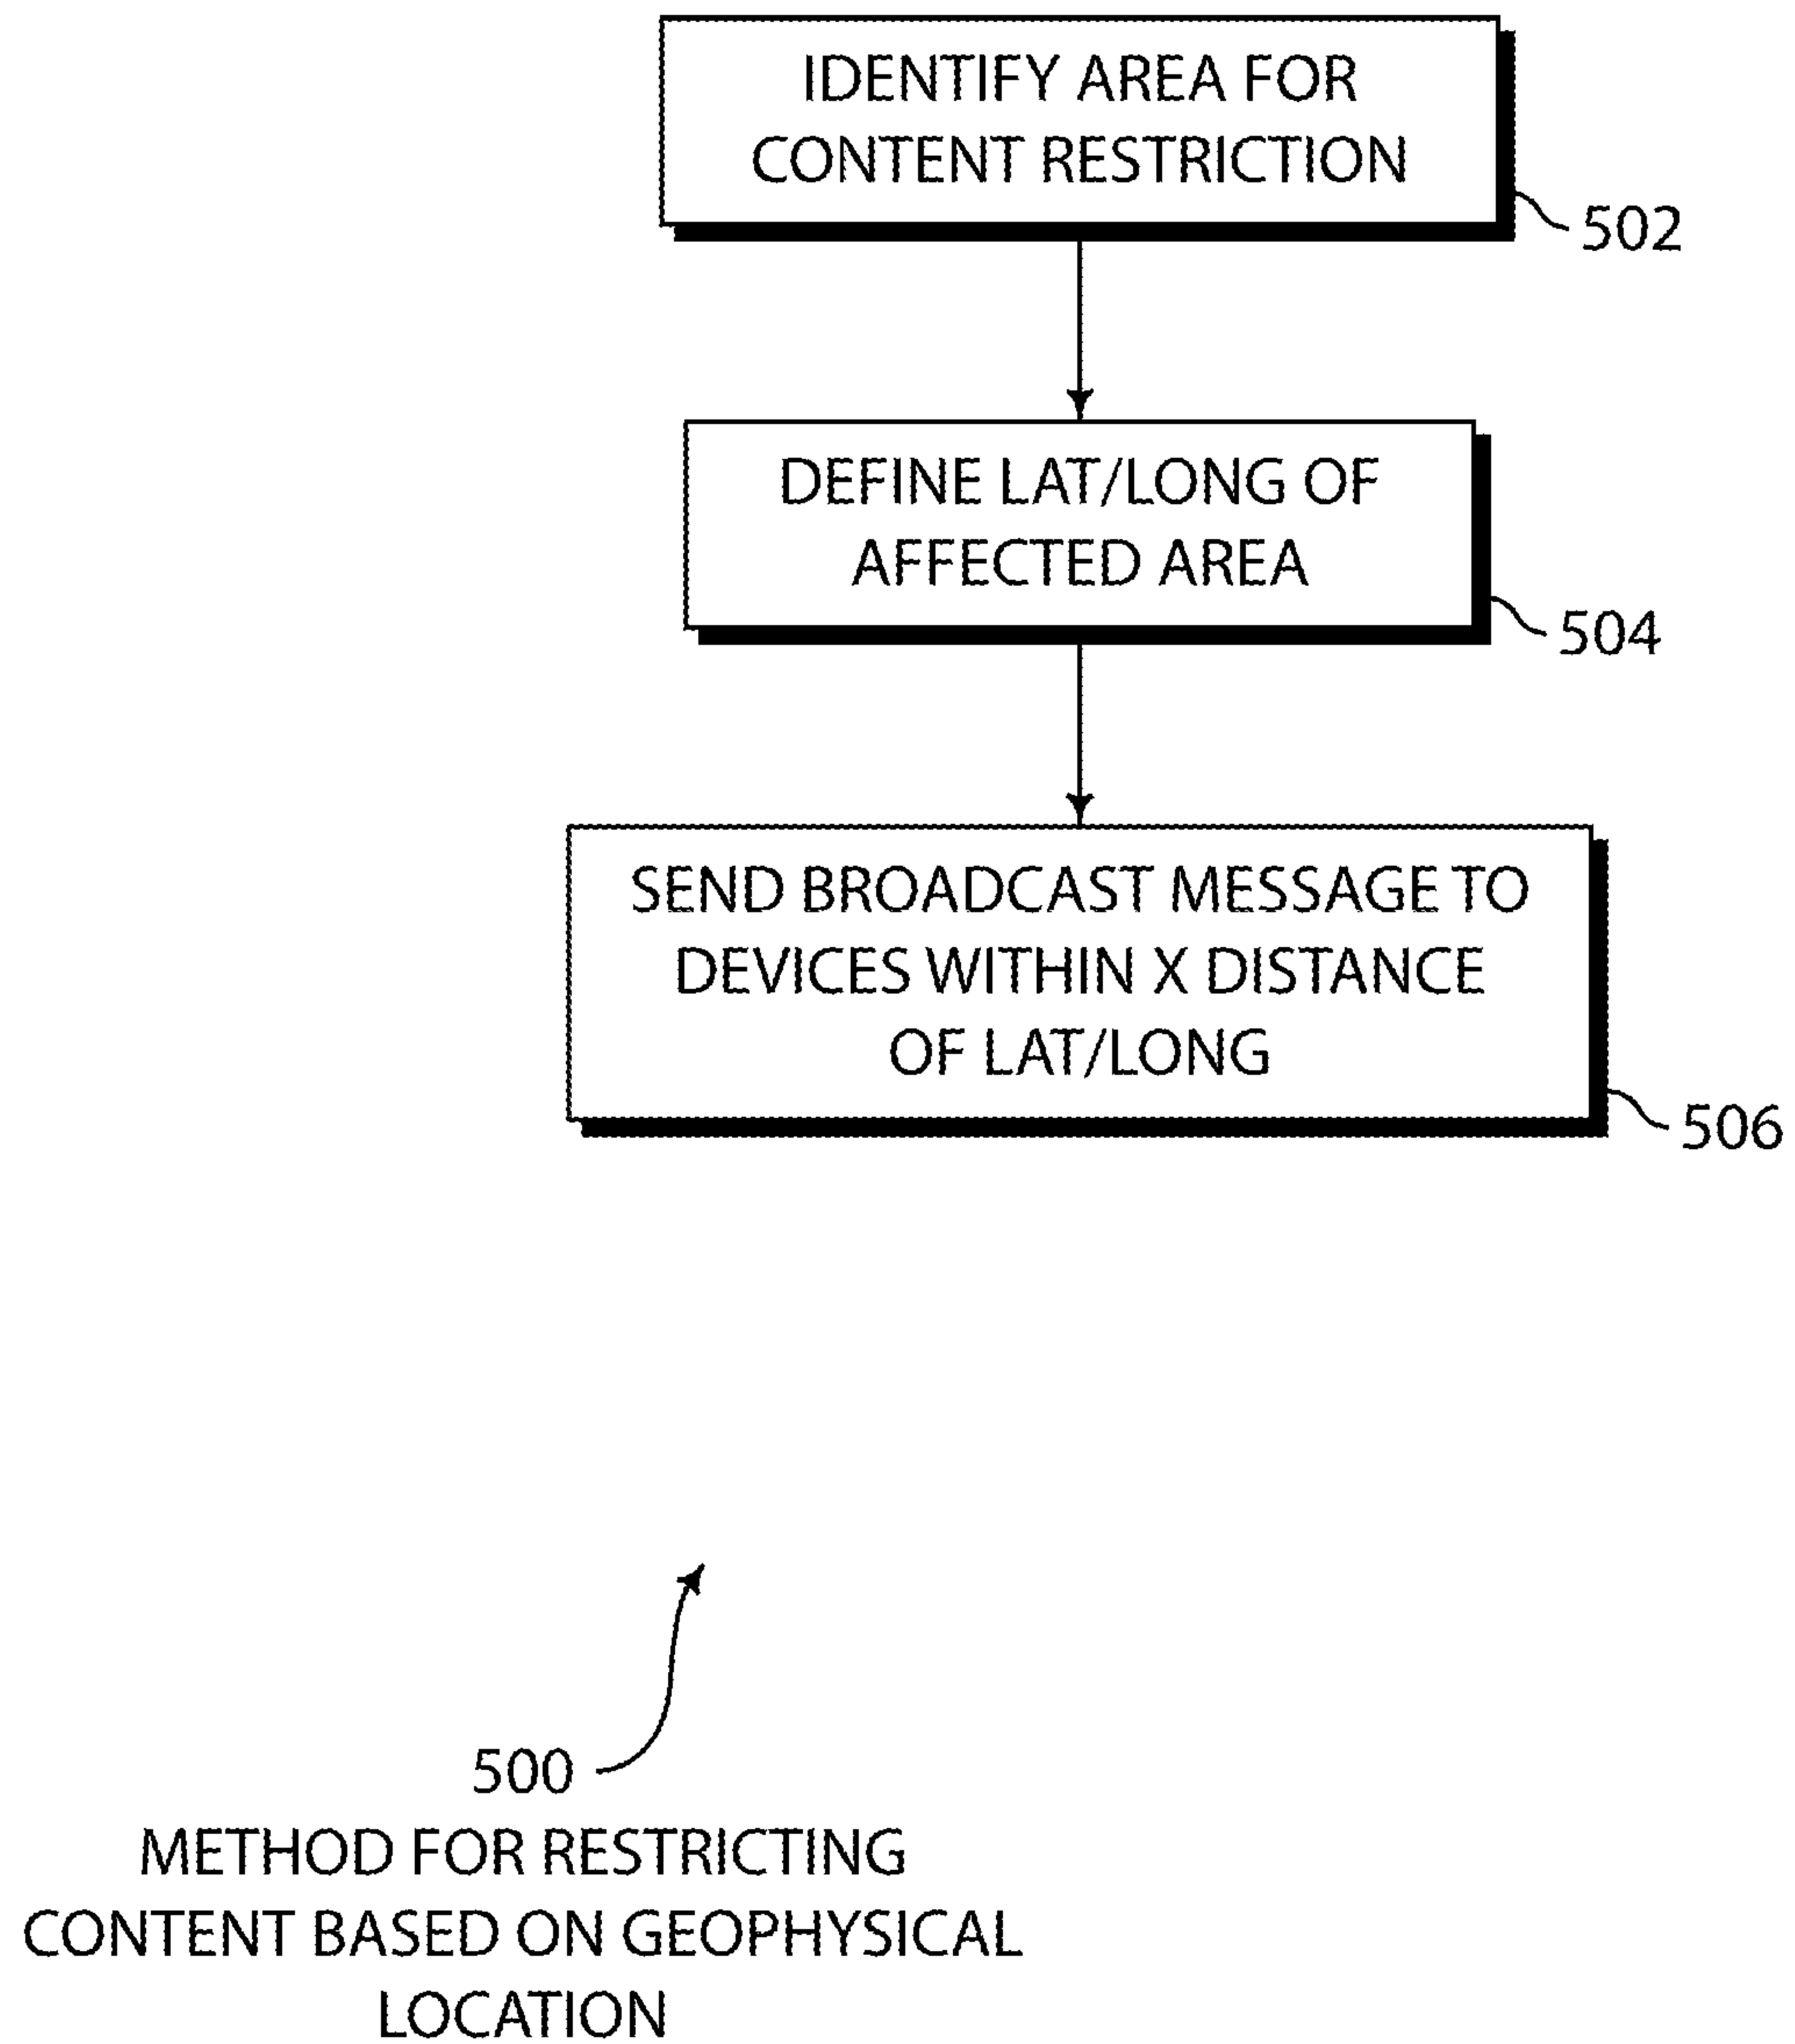 IDENTIFY AREA FOR
CONTENT RESTRICTION
502
DEFINE LAT/LONG OF
AFFECTED AREA
504
SEND BROADCAST MESSAGE TO
DEVICES WITHIN X DISTANCE
OF LAT/LONG
506
500
METHOD FOR RESTRICTING
CONTENT BASED ON GEOPHYSICAL
LOCATION